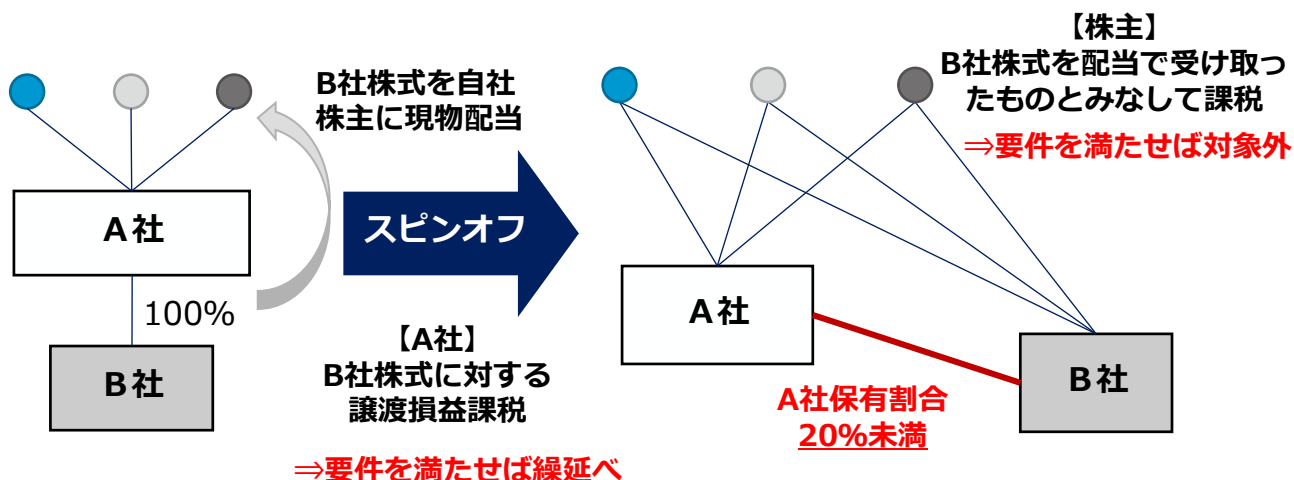 B社株式を自社
株主に現物配当
A社
100%
B社
スピンオフ
【A社】
B社株式に対する
譲渡損益課税
⇒要件を満たせば繰延べ
【株主】
B社株式を配当で受け取っ
たものとみなして課税
⇒要件を満たせば対象外
A社
A社保有割合
20%未満
B社